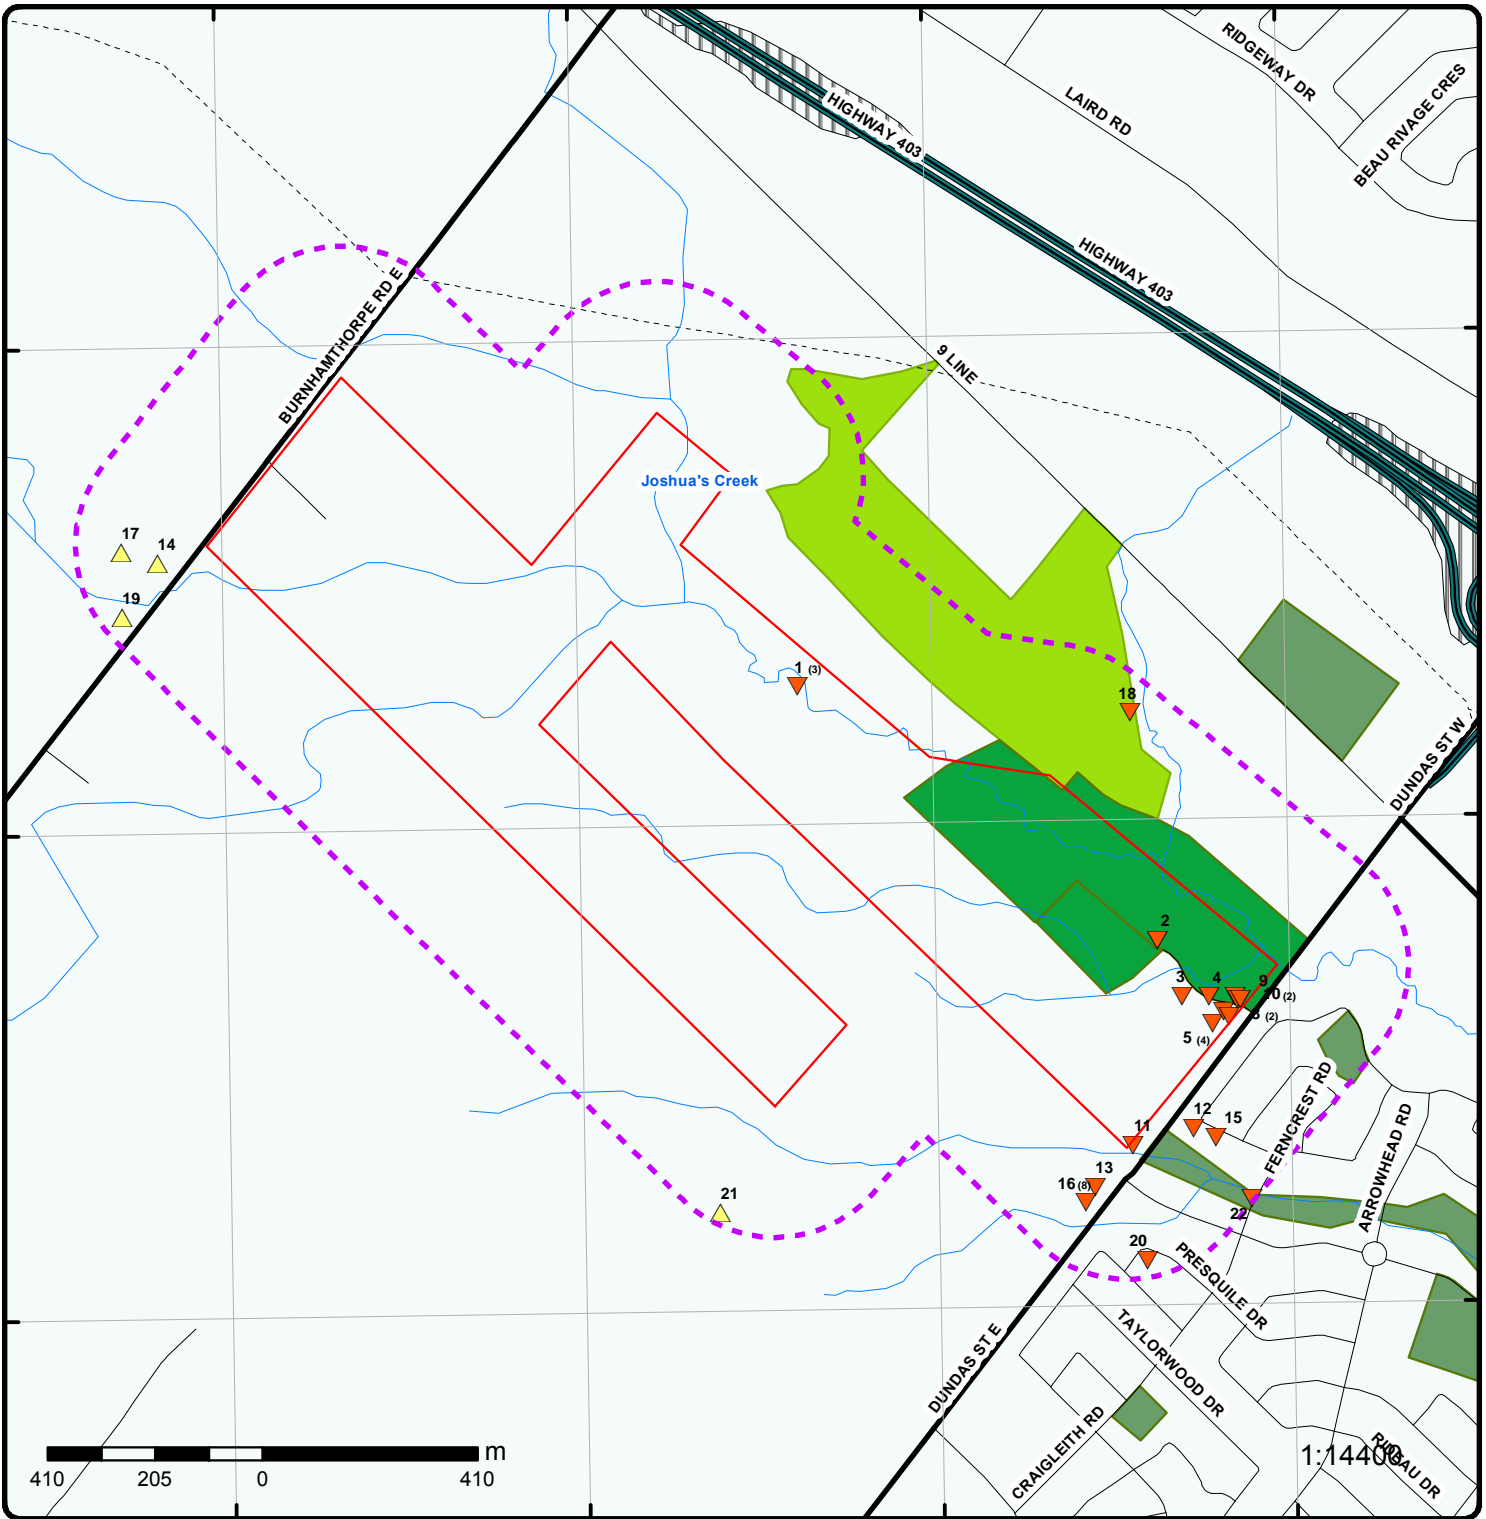 RIDGEWAY DR
BEAU RIVAGE CRES
LAIRD RD
HIGHWAY 403
HIGHWAY 403
BURNHAMTHORPE RD E
9 LINE
Joshua's Creek
17
14
19
1 (3)
18
DUNDAS ST W
2
3
4
9
10 (2)
8 (2)
5 (4)
12
15
11
FERNCREST RD
ARROWHEAD RD
13
16 (8)
21
22
20
PRESQUILE DR
TAYLORWOOD DR
DUNDAS ST E
CRAIGLEITH RD
RIDEAU DR
1:14400
m
410
205
0
410